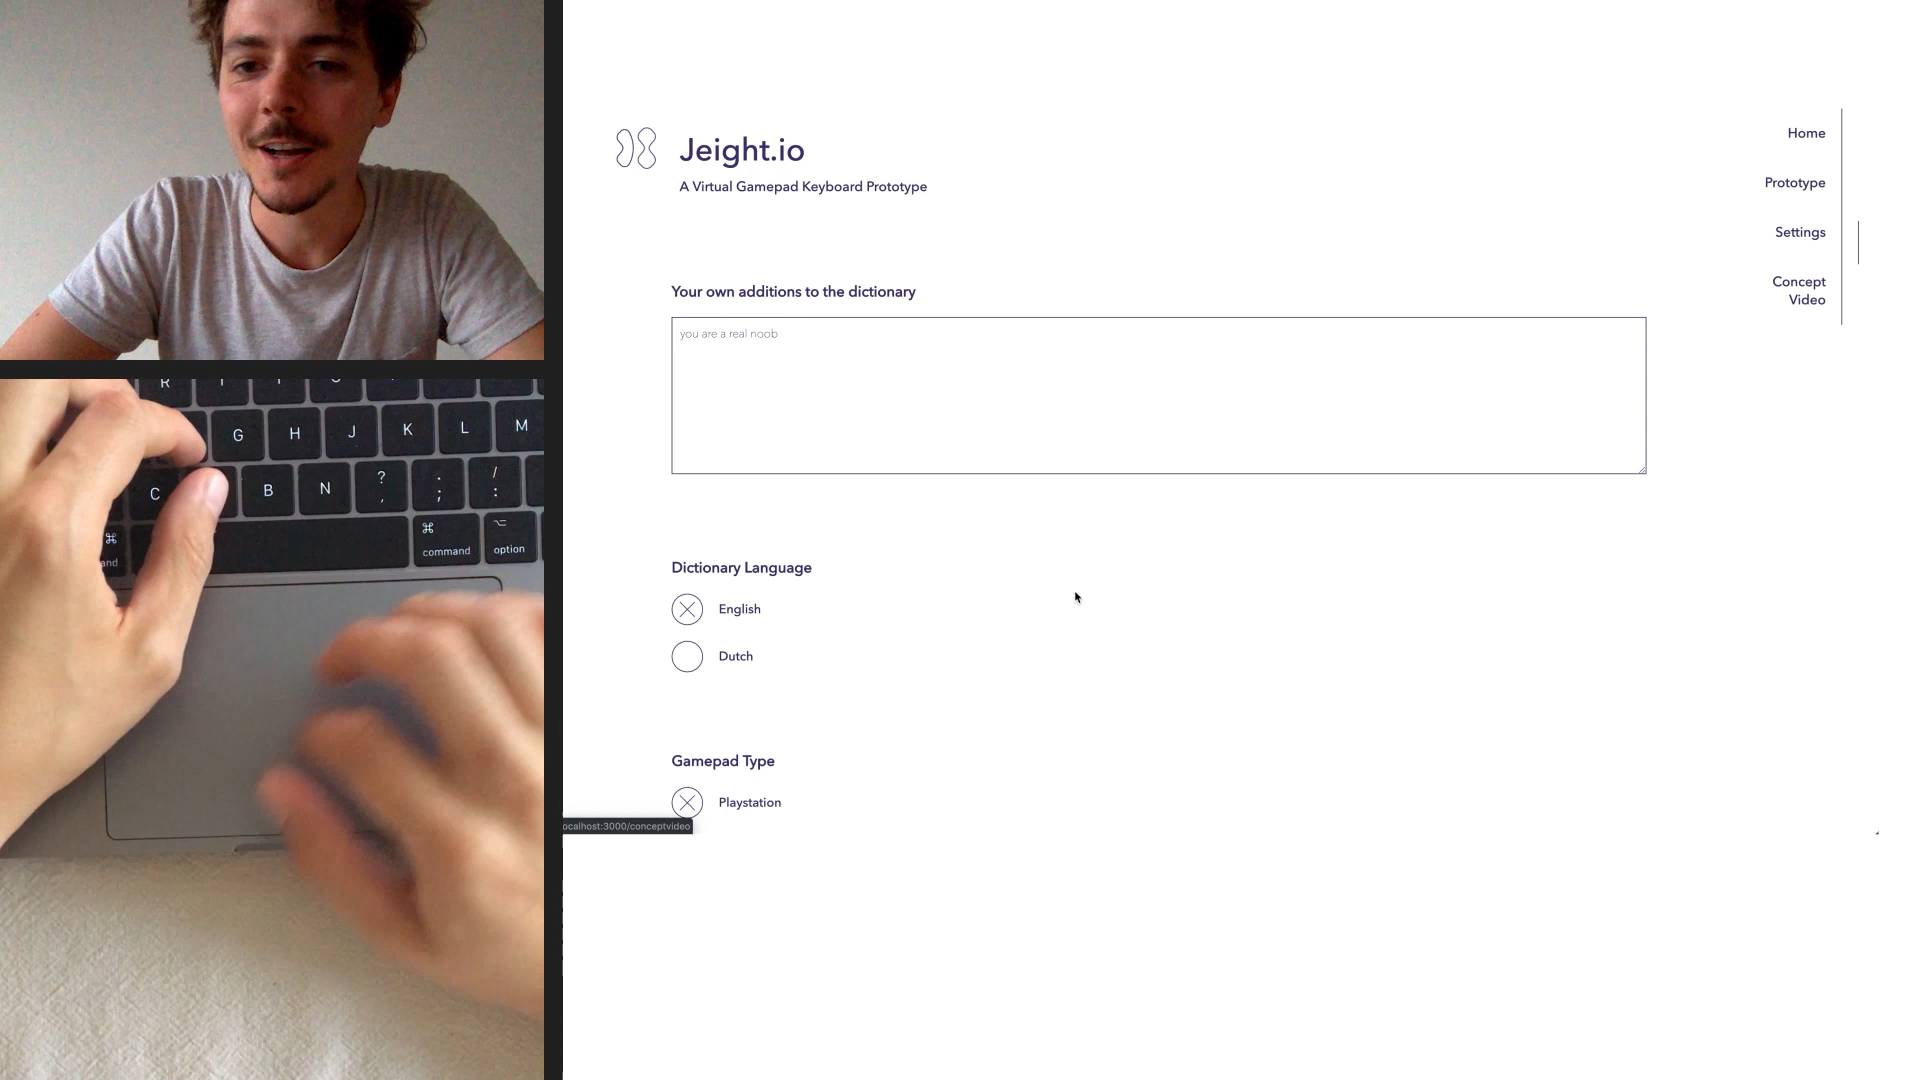 Jeight.io
A Virtual Gamepad Keyboard Prototype
Home
Prototype
Settings
Concept
Video
Your own additions to the dictionary
you are a real noob
Dictionary Language
English
Dutch
Gamepad Type
Playstation
ocalhost:3000/conceptvideo
R
G H J K L M
C B N ? , . ; / :
⌘ ⌘ ⌥
and command option